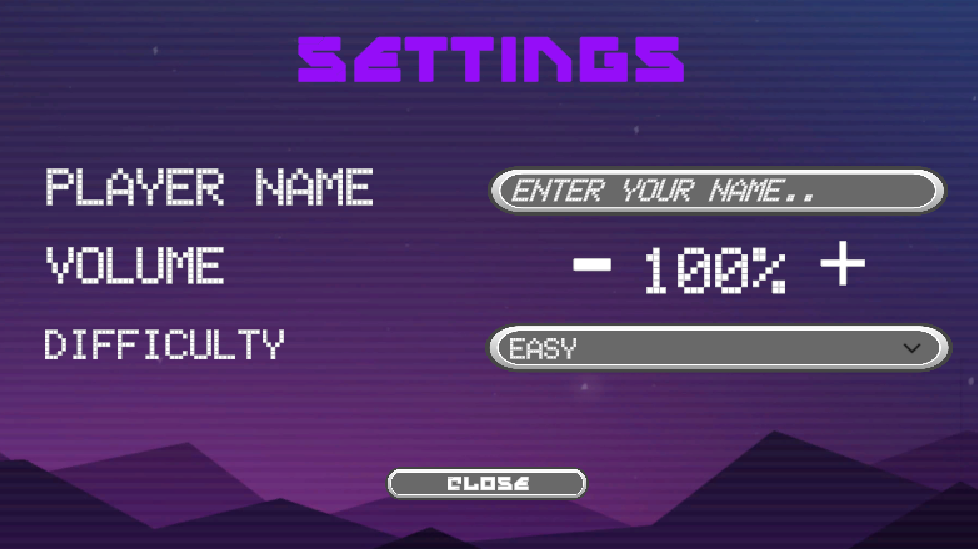 SETTINGS
PLAYER NAME ENTER YOUR NAME..
VOLUME - 100% +
DIFFICULTY EASY
CLOSE